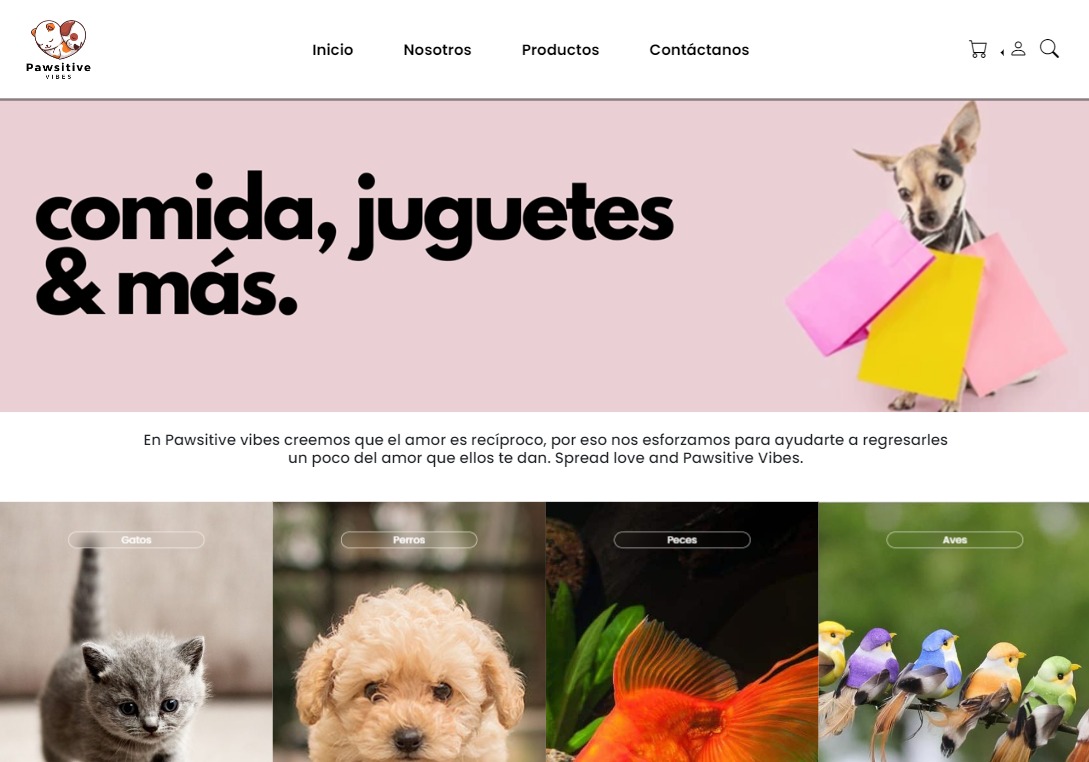 Pawsitive
VIBES
Inicio
Nosotros
Productos
Contáctanos
comida, juguetes
& más.
En Pawsitive vibes creemos que el amor es recíproco, por eso nos esforzamos para ayudarte a regresarles
un poco del amor que ellos te dan. Spread love and Pawsitive Vibes.
Gatos
Perros
Peces
Aves